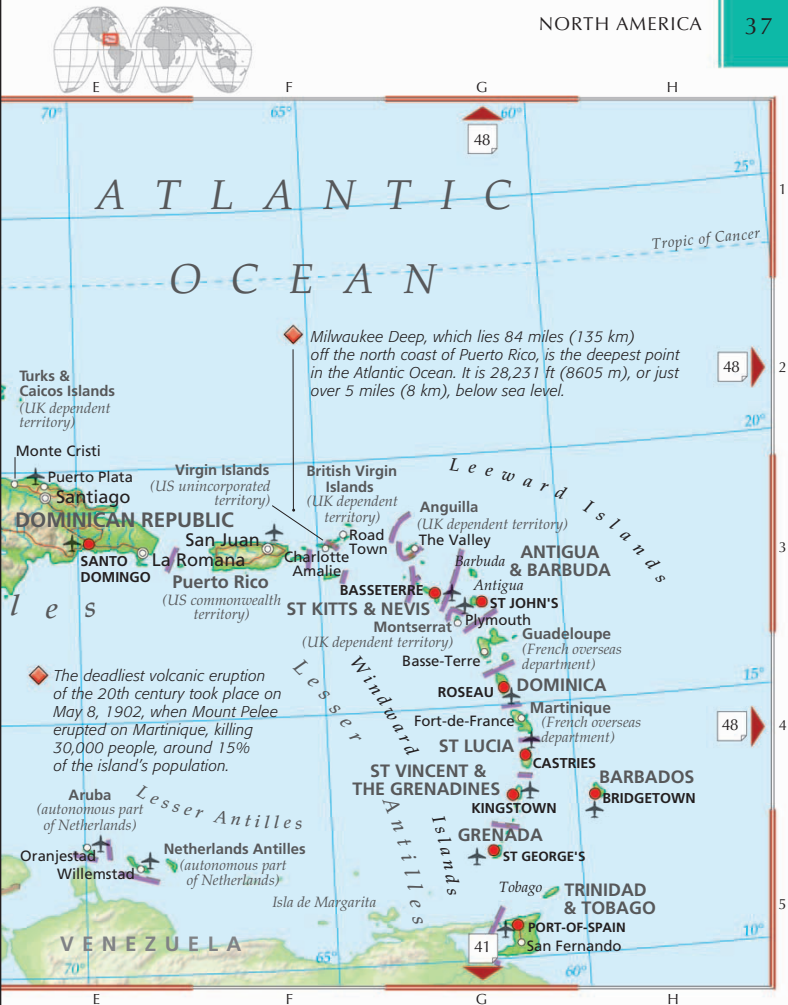 NORTH AMERICA
37
E
F
G
H
70°
65°
60°
48
25°
1
ATLANTIC
Tropic of Cancer
OCEAN
Milwaukee Deep, which lies 84 miles (135 km)
off the north coast of Puerto Rico, is the deepest point
in the Atlantic Ocean. It is 28,231 ft (8605 m), or just
over 5 miles (8 km), below sea level.
48
2
Turks &
Caicos Islands
(UK dependent
territory)
20°
Monte Cristi
Puerto Plata
Santiago
DOMINICAN REPUBLIC
SANTO
DOMINGO
La Romana
Virgin Islands
(US unincorporated
territory)
British Virgin
Islands
(UK dependent
territory)
Leeward Islands
Anguilla
(UK dependent territory)
The Valley
San Juan
Road
Town
Charlotte
Amalie
Puerto Rico
(US commonwealth
territory)
3
Barbuda
ANTIGUA
& BARBUDA
Antigua
BASSETERRE
ST JOHN'S
ST KITTS & NEVIS
Plymouth
Montserrat
(UK dependent territory)
les
Guadeloupe
(French overseas
department)
Basse-Terre
15°
The deadliest volcanic eruption
of the 20th century took place on
May 8, 1902, when Mount Pelee
erupted on Martinique, killing
30,000 people, around 15%
of the island's population.
Lesser
Windward
ROSEAU
DOMINICA
Martinique
(French overseas
department)
Fort-de-France
48
4
ST LUCIA
CASTRIES
ST VINCENT &
THE GRENADINES
KINGSTOWN
BARBADOS
BRIDGETOWN
Aruba
(autonomous part
of Netherlands)
Lesser Antilles
Antilles
Islands
GRENADA
ST GEORGE'S
Oranjestad
Willemstad
Netherlands Antilles
(autonomous part
of Netherlands)
Isla de Margarita
Tobago
TRINIDAD
& TOBAGO
5
PORT-OF-SPAIN
San Fernando
10°
VENEZUELA
41
70°
65°
60°
E
F
G
H